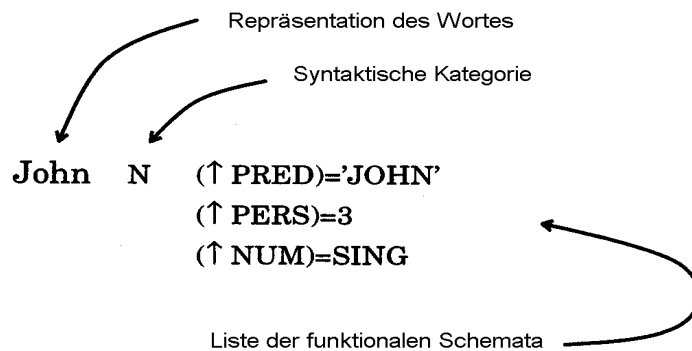 Repräsentation des Wortes
Syntaktische Kategorie
John N (↑ PRED)='JOHN'
(↑ PERS)=3
(↑ NUM)=SING
Liste der funktionalen Schemata